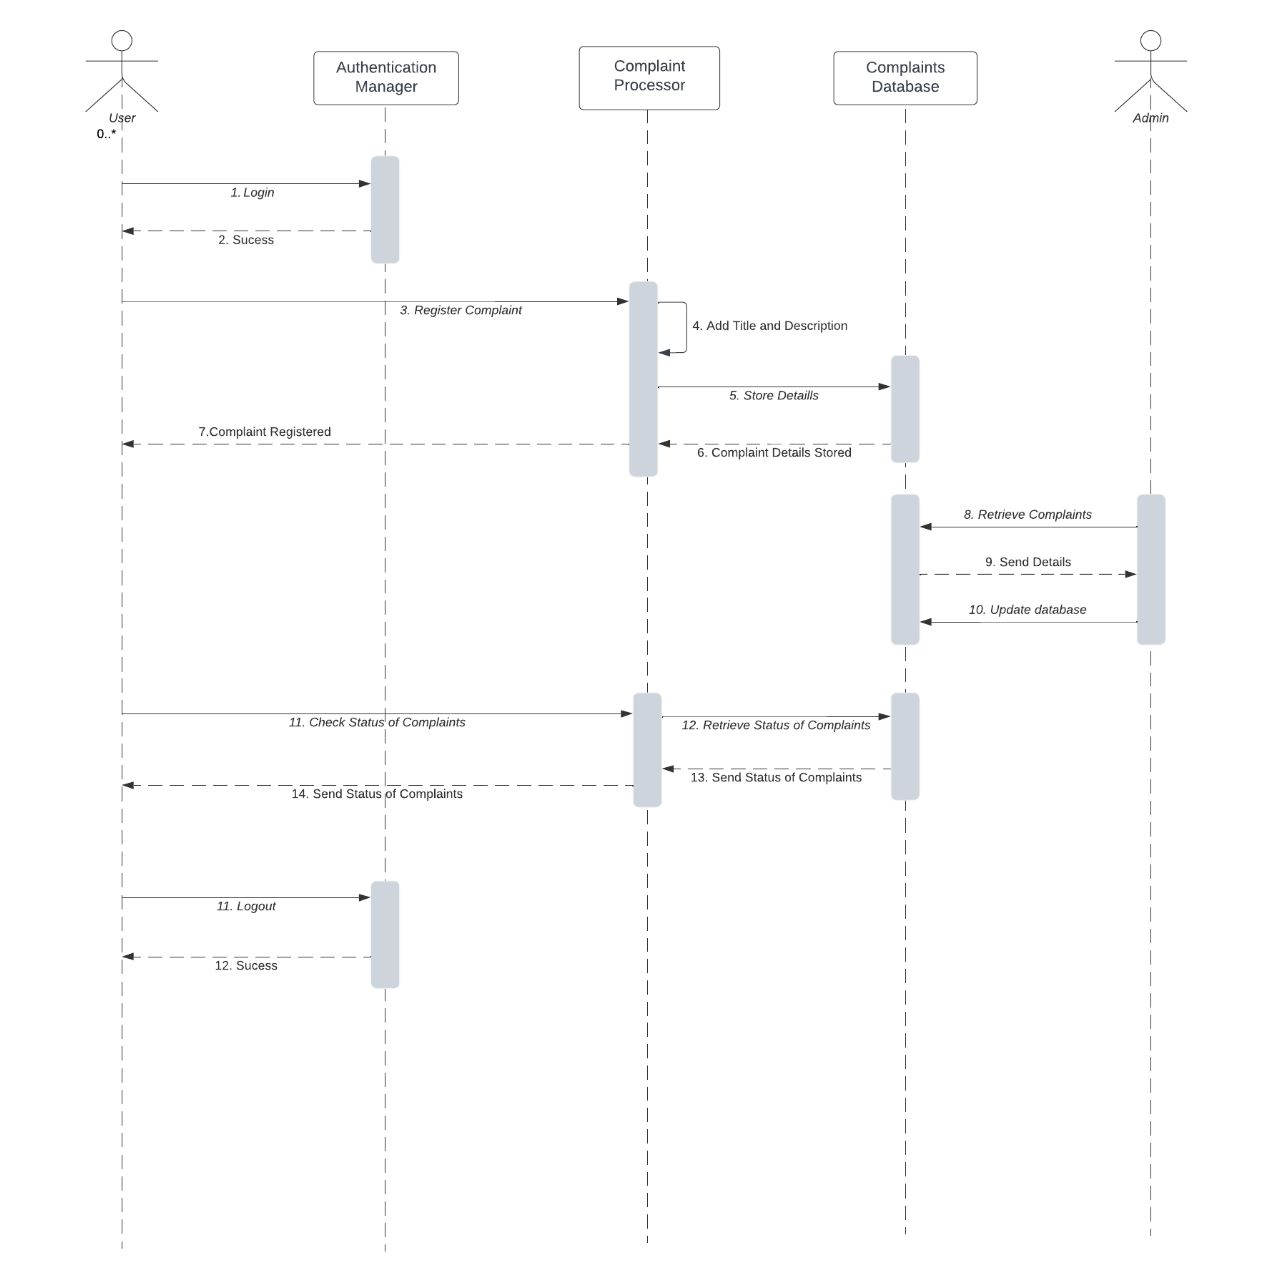 User
0..*
Authentication
Manager
Complaint
Processor
Complaints
Database
Admin
1. Login
2. Sucess
3. Register Complaint
4. Add Title and Description
5. Store Detaills
7.Complaint Registered
6. Complaint Details Stored
8. Retrieve Complaints
9. Send Details
10. Update database
11. Check Status of Complaints
12. Retrieve Status of Complaints
13. Send Status of Complaints
14. Send Status of Complaints
11. Logout
12. Sucess